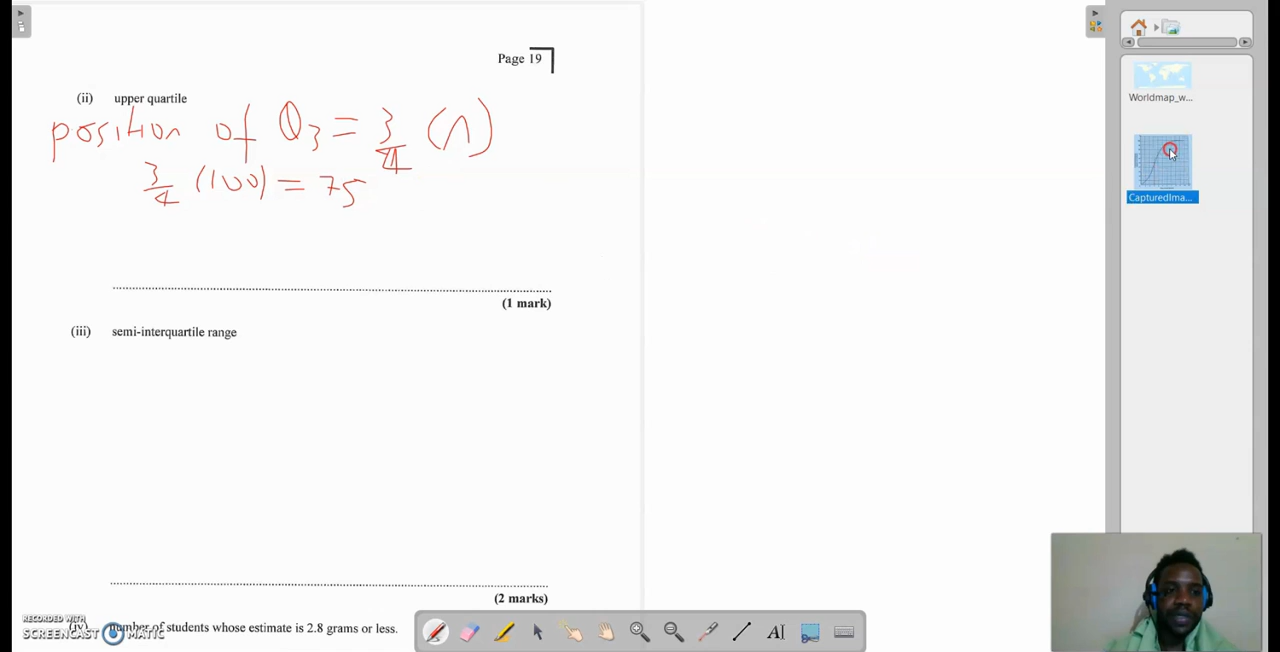 Page 19
(ii) upper quartile
position of Q3 = 3/4 (n)
3/4 (100) = 75
(1 mark)
(iii) semi-interquartile range
(2 marks)
(iv) number of students whose estimate is 2.8 grams or less.
RECORDED WITH
SCREENCAST MATIC
Worldmap_w...
CapturedIma...
AI